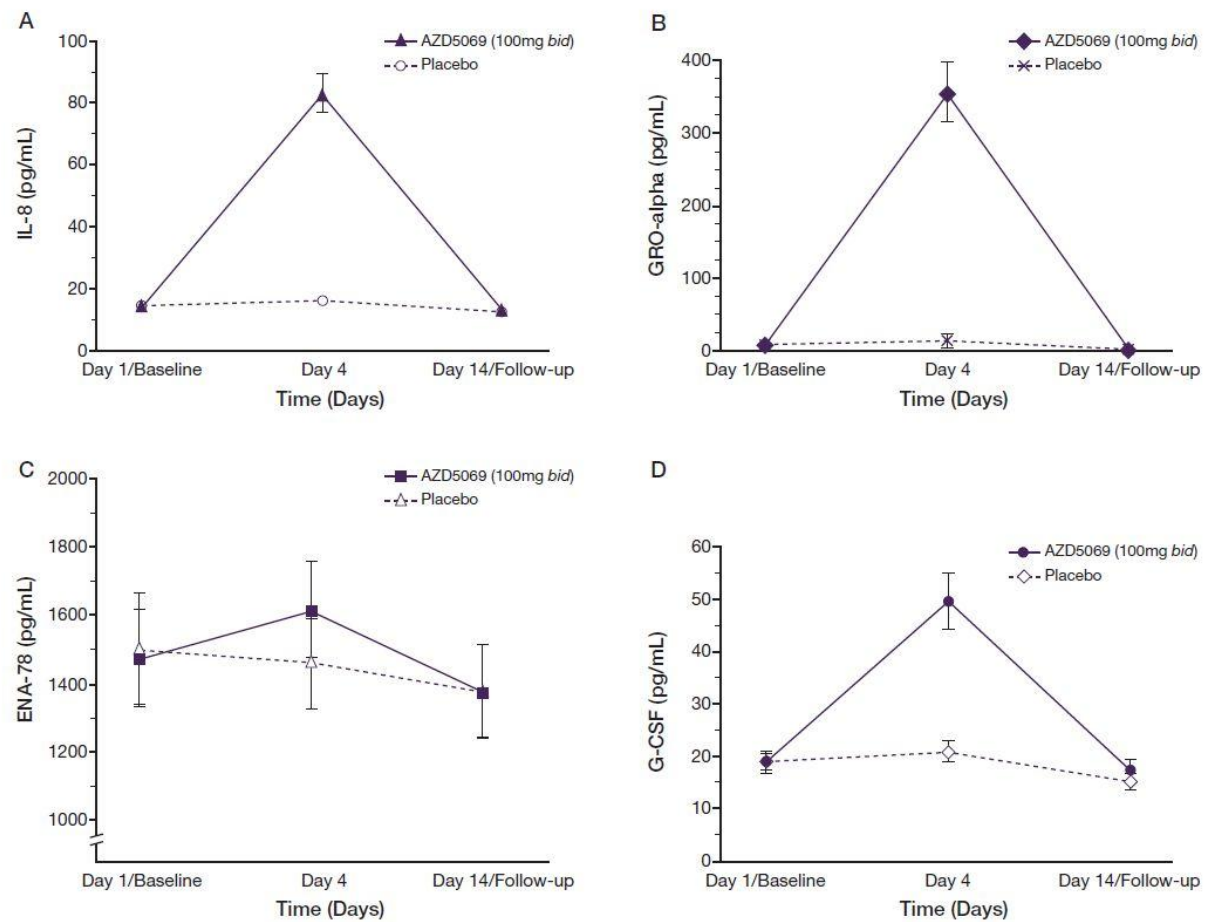 A
AZD5069 (100mg bid)
Placebo
100
80
60
40
20
0
IL-8 (pg/mL)
Day 1/Baseline
Day 4
Day 14/Follow-up
Time (Days)
B
AZD5069 (100mg bid)
Placebo
400
300
200
100
0
GRO-alpha (pg/mL)
Day 1/Baseline
Day 4
Day 14/Follow-up
Time (Days)
C
AZD5069 (100mg bid)
Placebo
2000
1800
1600
1400
1200
1000
ENA-78 (pg/mL)
Day 1/Baseline
Day 4
Day 14/Follow-up
Time (Days)
D
AZD5069 (100mg bid)
Placebo
60
50
40
30
20
10
0
G-CSF (pg/mL)
Day 1/Baseline
Day 4
Day 14/Follow-up
Time (Days)